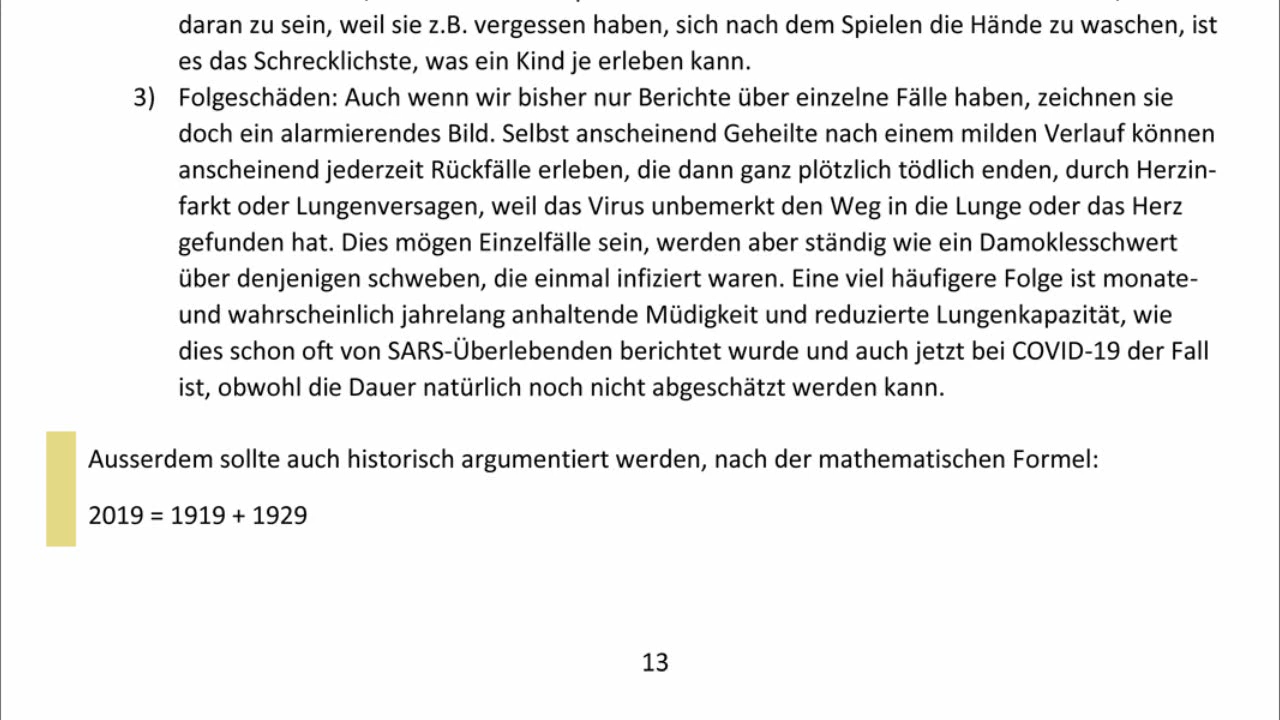 daran zu sein, weil sie z.B. vergessen haben, sich nach dem Spielen die Hände zu waschen, ist
es das Schrecklichste, was ein Kind je erleben kann.
3) Folgeschäden: Auch wenn wir bisher nur Berichte über einzelne Fälle haben, zeichnen sie
doch ein alarmierendes Bild. Selbst anscheinend Geheilte nach einem milden Verlauf können
anscheinend jederzeit Rückfälle erleben, die dann ganz plötzlich tödlich enden, durch Herzin-
farkt oder Lungenversagen, weil das Virus unbemerkt den Weg in die Lunge oder das Herz
gefunden hat. Dies mögen Einzelfälle sein, werden aber ständig wie ein Damoklesschwert
über denjenigen schweben, die einmal infiziert waren. Eine viel häufigere Folge ist monate-
und wahrscheinlich jahrelang anhaltende Müdigkeit und reduzierte Lungenkapazität, wie
dies schon oft von SARS-Überlebenden berichtet wurde und auch jetzt bei COVID-19 der Fall
ist, obwohl die Dauer natürlich noch nicht abgeschätzt werden kann.
Ausserdem sollte auch historisch argumentiert werden, nach der mathematischen Formel:
2019 = 1919 + 1929
13